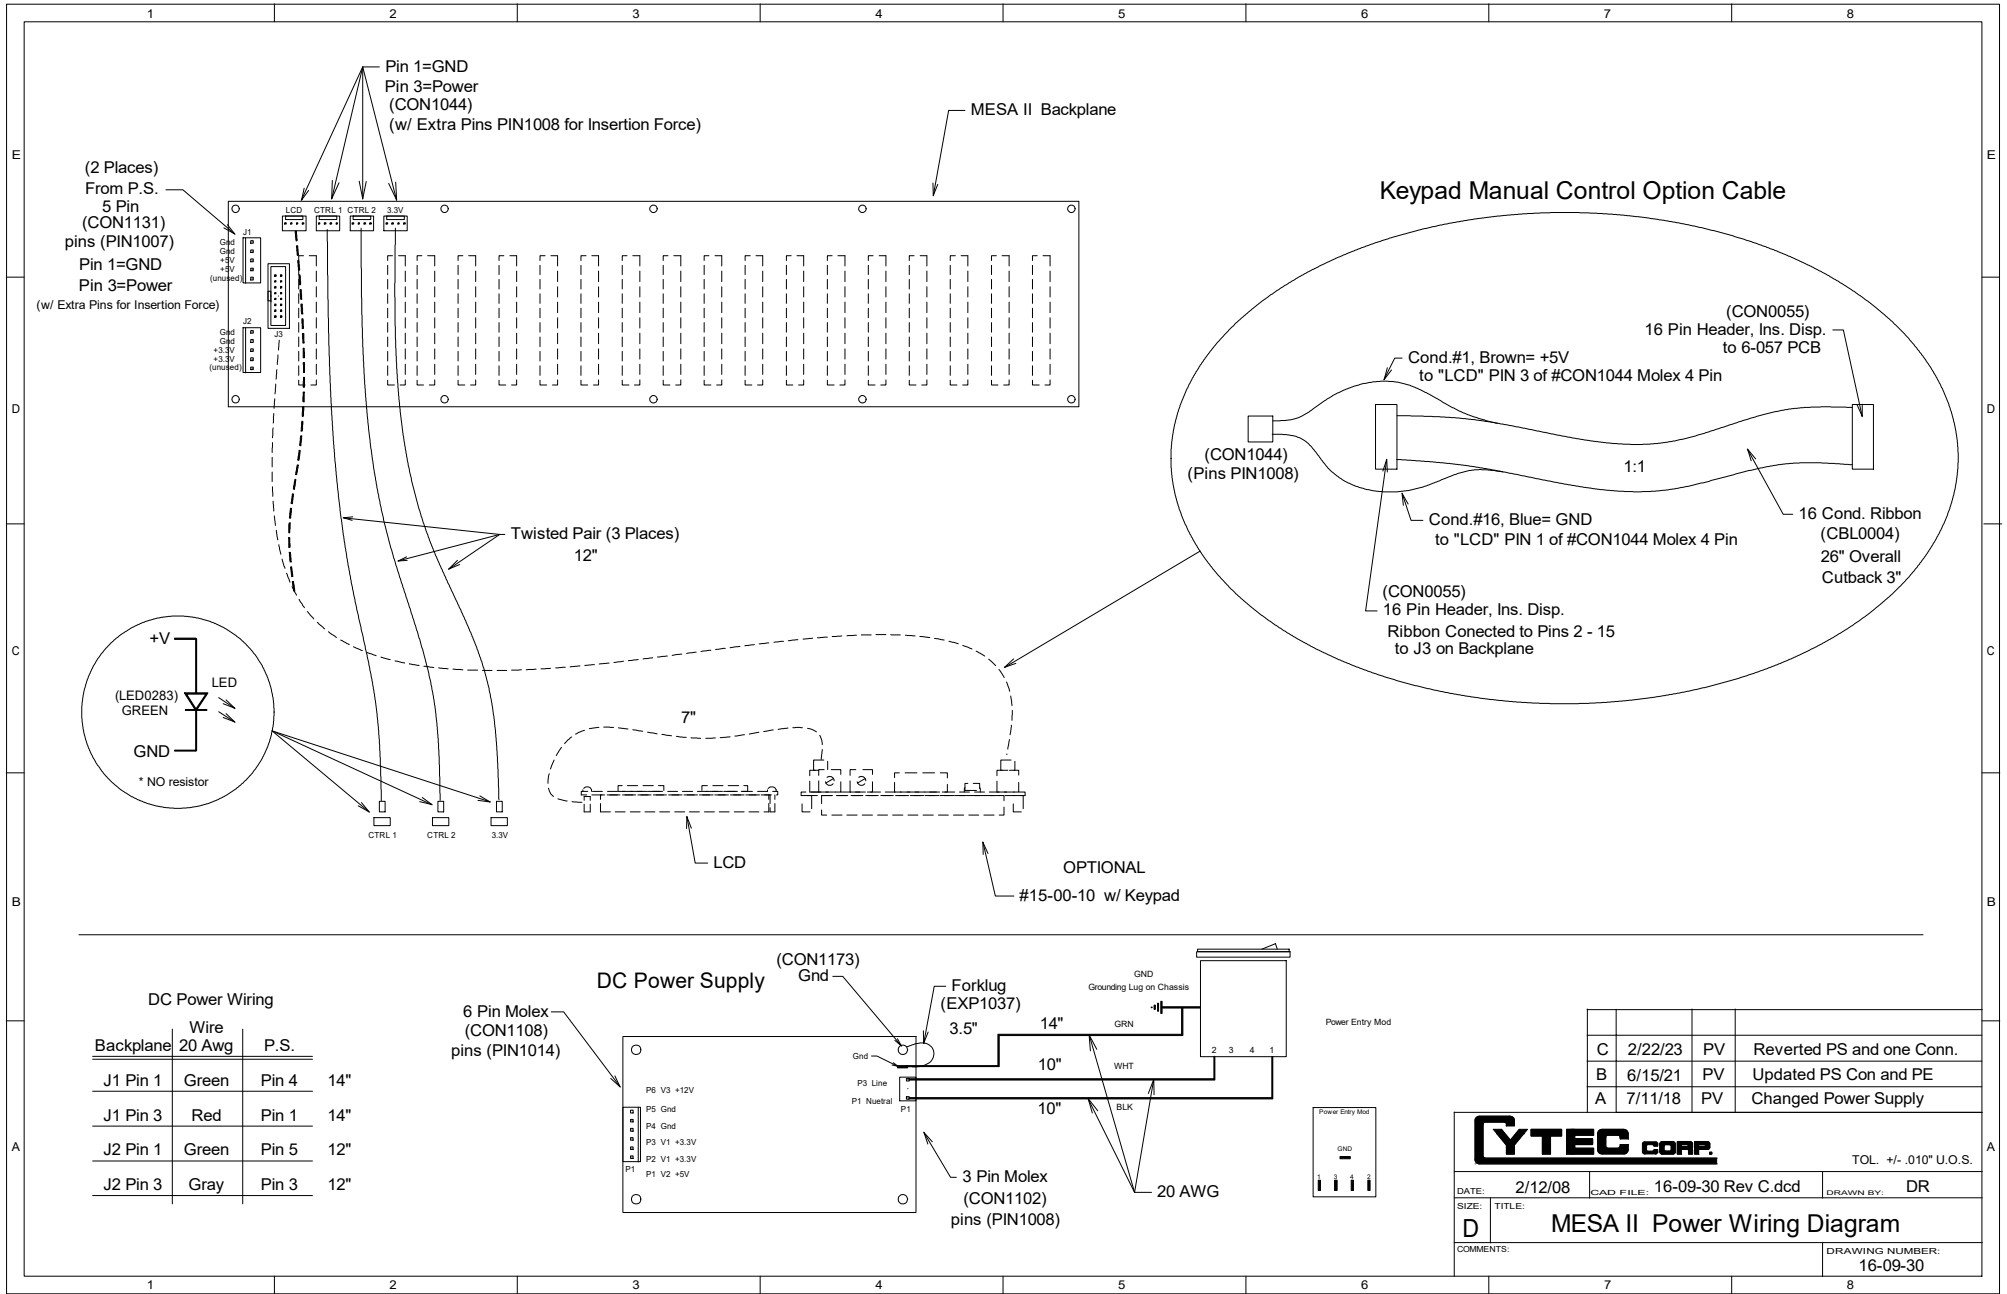 1 2 3 4 5 6 7 8
E
D
C
B
A
E
D
C
B
A
Pin 1=GND
Pin 3=Power
(CON1044)
(w/ Extra Pins PIN1008 for Insertion Force)
MESA II Backplane
(2 Places)
From P.S.
5 Pin
(CON1131)
pins (PIN1007)
Pin 1=GND
Pin 3=Power
(w/ Extra Pins for Insertion Force)
LCD CTRL 1 CTRL 2 3.3V
J1
Gnd
Gnd
+5V
+5V
(unused)
J3
J2
Gnd
Gnd
+3.3V
+3.3V
(unused)
Twisted Pair (3 Places)
12"
+V
LED
(LED0283)
GREEN
GND
* NO resistor
CTRL 1 CTRL 2 3.3V
7"
LCD
OPTIONAL
#15-00-10 w/ Keypad
Keypad Manual Control Option Cable
(CON0055)
16 Pin Header, Ins. Disp.
to 6-057 PCB
Cond.#1, Brown= +5V
to "LCD" PIN 3 of #CON1044 Molex 4 Pin
(CON1044)
(Pins PIN1008)
1:1
Cond.#16, Blue= GND
to "LCD" PIN 1 of #CON1044 Molex 4 Pin
16 Cond. Ribbon
(CBL0004)
26" Overall
Cutback 3"
(CON0055)
16 Pin Header, Ins. Disp.
Ribbon Conected to Pins 2 - 15
to J3 on Backplane
DC Power Wiring
Wire
Backplane 20 Awg P.S.
J1 Pin 1 Green Pin 4 14"
J1 Pin 3 Red Pin 1 14"
J2 Pin 1 Green Pin 5 12"
J2 Pin 3 Gray Pin 3 12"
DC Power Supply
(CON1173)
Gnd
6 Pin Molex
(CON1108)
pins (PIN1014)
Forklug
(EXP1037)
3.5"
Gnd
P6 V3 +12V
P5 Gnd
P4 Gnd
P3 V1 +3.3V
P2 V1 +3.3V
P1 V2 +5V
P1
P3 Line
P1 Nuetral
P1
14" GRN
10" WHT
10" BLK
GND
Grounding Lug on Chassis
2 3 4 1
3 Pin Molex
(CON1102)
pins (PIN1008)
20 AWG
Power Entry Mod
Power Entry Mod
GND
1 3 4 2
C 2/22/23 PV Reverted PS and one Conn.
B 6/15/21 PV Updated PS Con and PE
A 7/11/18 PV Changed Power Supply
CYTEC CORP.
TOL. +/- .010" U.O.S.
DATE: 2/12/08 CAD FILE: 16-09-30 Rev C.dcd DRAWN BY: DR
SIZE: D TITLE: MESA II Power Wiring Diagram
COMMENTS:
DRAWING NUMBER:
16-09-30
1 2 3 4 5 6 7 8